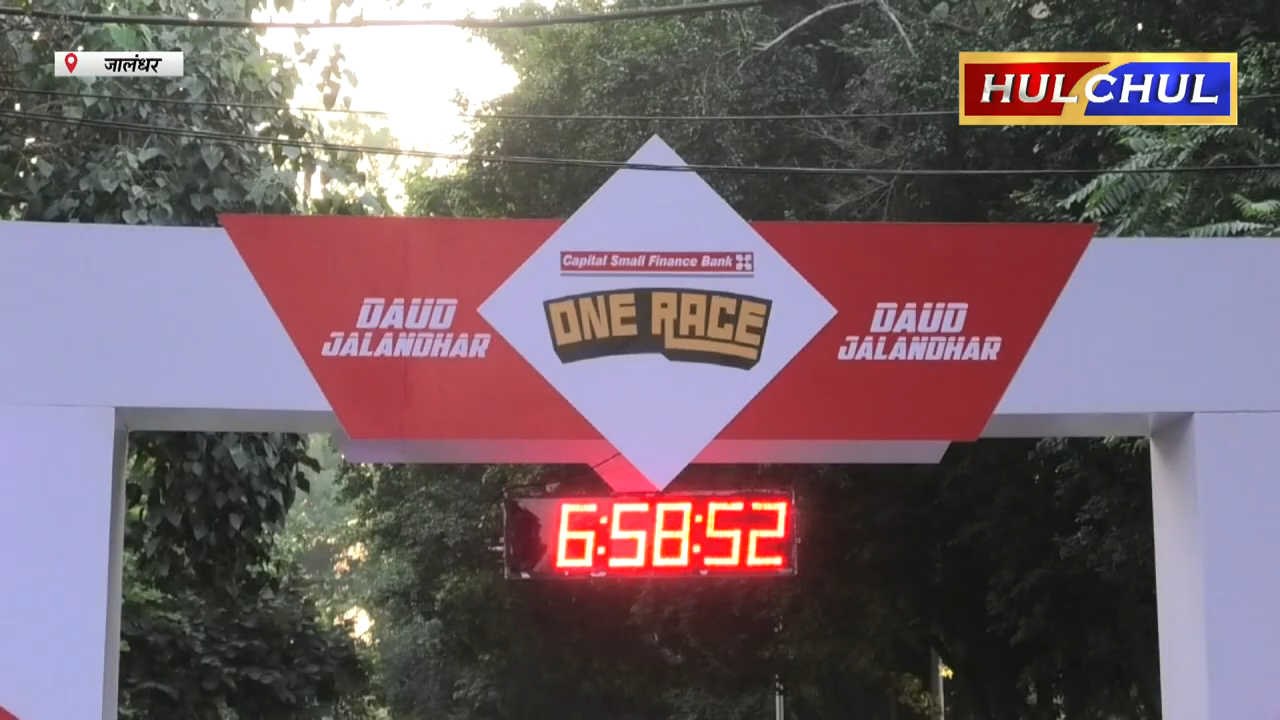 जालंधर
HULCHUL
Capital Small Finance Bank
ONE RACE
DAUD
JALANDHAR
DAUD
JALANDHAR
6:58:52